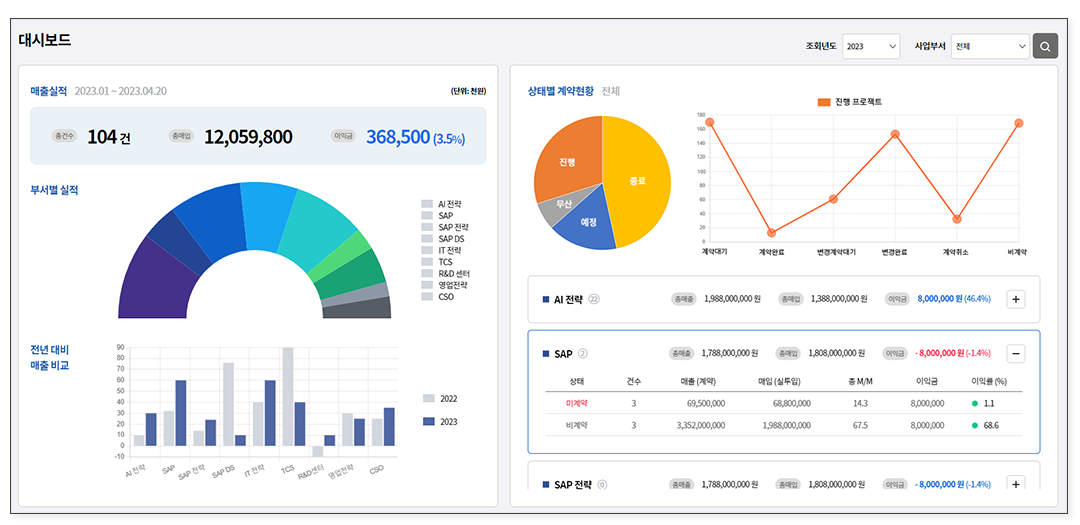 대시보드
조회년도
2023
사업부서
전체
매출실적 2023.01 ~ 2023.04.20
(단위: 천원)
총건수 104 건
총매입 12,059,800
이익금 368,500 (3.5%)
부서별 실적
AI 전략
SAP
SAP 전략
SAP DS
IT 전략
TCS
R&D 센터
영업전략
CSO
전년 대비
매출 비교
90
80
70
60
50
40
30
20
10
0
-10
AI 전략
SAP
SAP 전략
SAP DS
IT 전략
TCS
R&D센터
영업전략
CSO
2022
2023
상태별 계약현황 전체
진행
종료
무산
예정
진행 프로젝트
180
160
140
120
100
80
60
40
20
0
계약대기
계약완료
변경계약대기
변경완료
계약취소
비계약
AI 전략 22 총매출 1,988,000,000 원 총매입 1,388,000,000 원 이익금 8,000,000 원 (46.4%) +
SAP 2 총매출 1,788,000,000 원 총매입 1,808,000,000 원 이익금 - 8,000,000 원 (-1.4%) −
상태 건수 매출 (계약) 매입 (실투입) 총 M/M 이익금 이익률 (%)
미계약 3 69,500,000 68,800,000 14.3 8,000,000 1.1
비계약 3 3,352,000,000 1,988,000,000 67.5 8,000,000 68.6
SAP 전략 0 총매출 1,788,000,000 원 총매입 1,808,000,000 원 이익금 - 8,000,000 원 (-1.4%) +